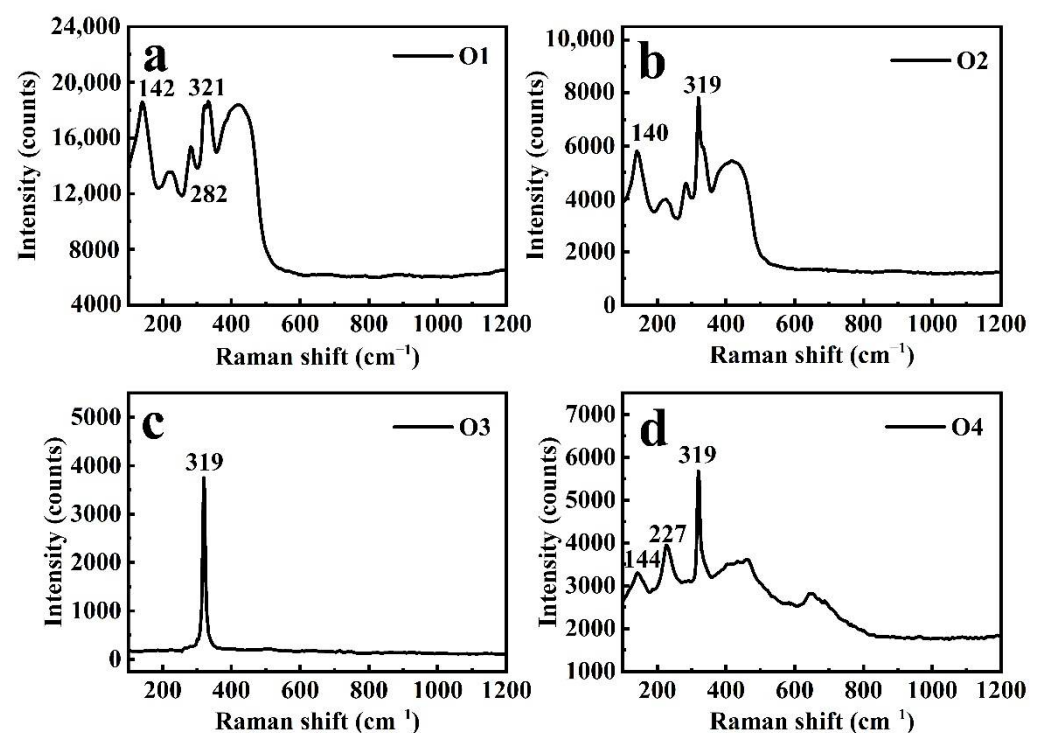 a
O1
24,000
20,000
16,000
12,000
8000
4000
142
321
282
Intensity (counts)
200 400 600 800 1000 1200
Raman shift (cm⁻¹)
b
O2
10,000
8000
6000
4000
2000
0
319
140
Intensity (counts)
200 400 600 800 1000 1200
Raman shift (cm⁻¹)
c
O3
5000
4000
3000
2000
1000
0
319
Intensity (counts)
200 400 600 800 1000 1200
Raman shift (cm⁻¹)
d
O4
7000
6000
5000
4000
3000
2000
1000
319
227
144
Intensity (counts)
200 400 600 800 1000 1200
Raman shift (cm⁻¹)